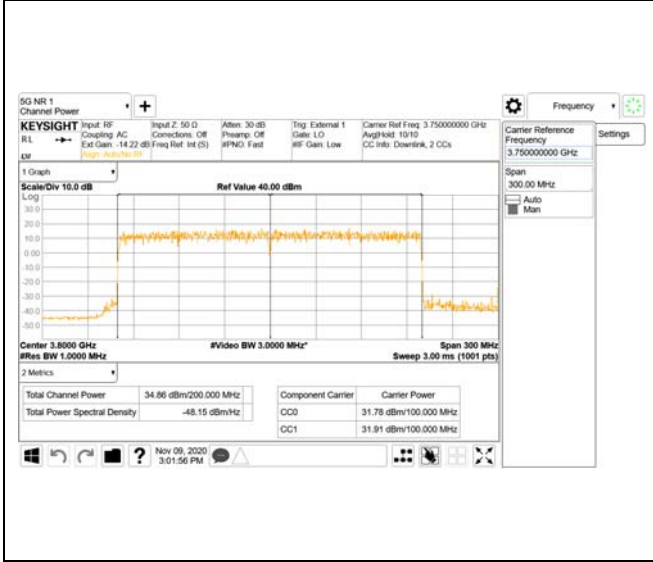 5G NR 1
Channel Power
+
Frequency
KEYSIGHT
RL
Input: RF
Coupling: AC
Ext Gain: -14.22 dB
Align: Auto/No RF
Input Z: 50 Ω
Corrections: Off
Freq Ref: Int (S)
Atten: 30 dB
Preamp: Off
#PNO: Fast
Trig: External 1
Gate: LO
#IF Gain: Low
Carrier Ref Freq: 3.750000000 GHz
Avg|Hold: 10/10
CC Info: Downlink, 2 CCs
Carrier Reference
Frequency
3.750000000 GHz
Settings
Span
300.00 MHz
Auto
Man
1 Graph
Scale/Div 10.0 dB
Ref Value 40.00 dBm
Log
30.0
20.0
10.0
0.00
-10.0
-20.0
-30.0
-40.0
-50.0
Center 3.8000 GHz
#Video BW 3.0000 MHz*
Span 300 MHz
#Res BW 1.0000 MHz
Sweep 3.00 ms (1001 pts)
2 Metrics
Total Channel Power 34.86 dBm/200.000 MHz
Total Power Spectral Density -48.15 dBm/Hz
Component Carrier Carrier Power
CC0 31.78 dBm/100.000 MHz
CC1 31.91 dBm/100.000 MHz
?
Nov 09, 2020
3:01:56 PM